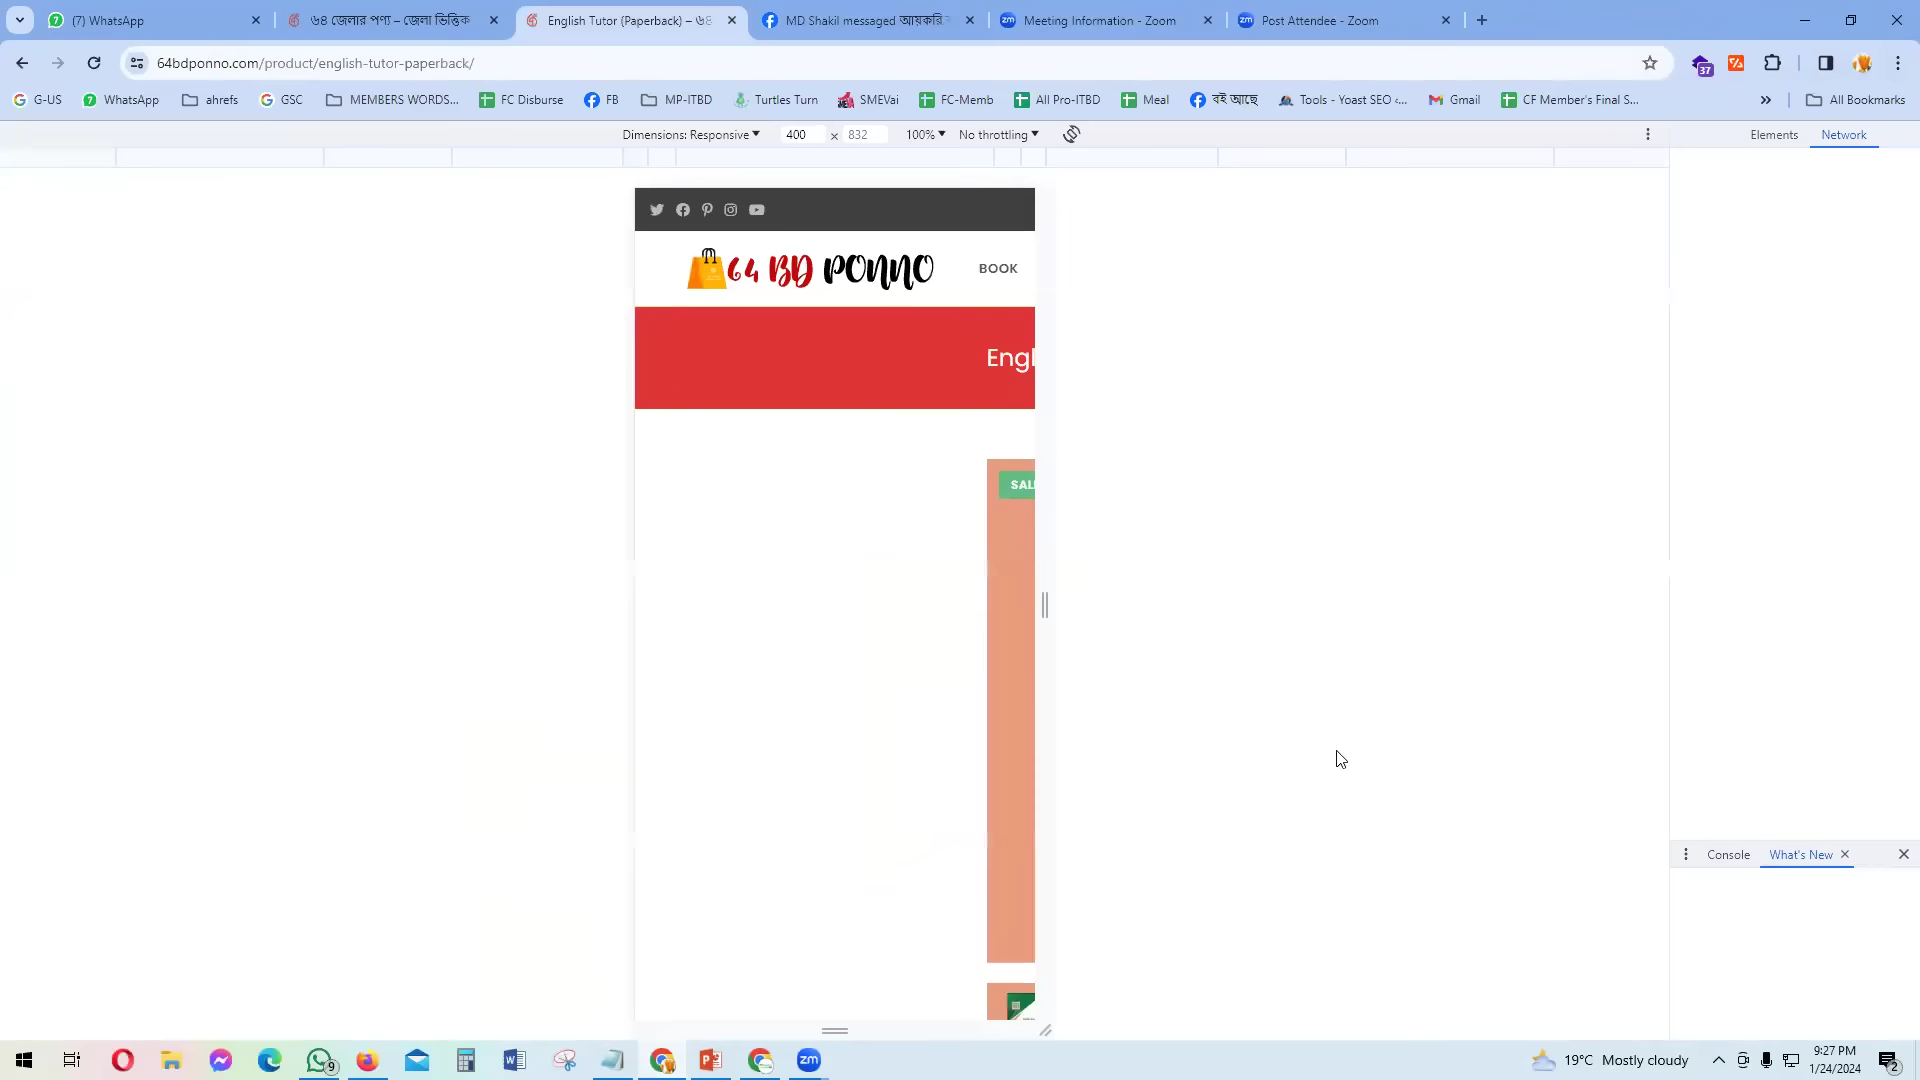 (7) WhatsApp
৬৪ জেলার পণ্য – জেলা ভিত্তিক
English Tutor (Paperback) – ৬৪
MD Shakil messaged আয়করি
Meeting Information - Zoom
Post Attendee - Zoom
64bdponno.com/product/english-tutor-paperback/
37
G-US
WhatsApp
ahrefs
GSC
MEMBERS WORDS...
FC Disburse
FB
MP-ITBD
Turtles Turn
SMEVai
FC-Memb
All Pro-ITBD
Meal
বই আছে
Tools - Yoast SEO ‹...
Gmail
CF Member's Final S...
»
All Bookmarks
Dimensions: Responsive
400 × 832
100%
No throttling
Elements
Network
64 BD PONNO
BOOK
Engl
SAL
Console
What's New
9
zm
19°C Mostly cloudy
9:27 PM
1/24/2024
2